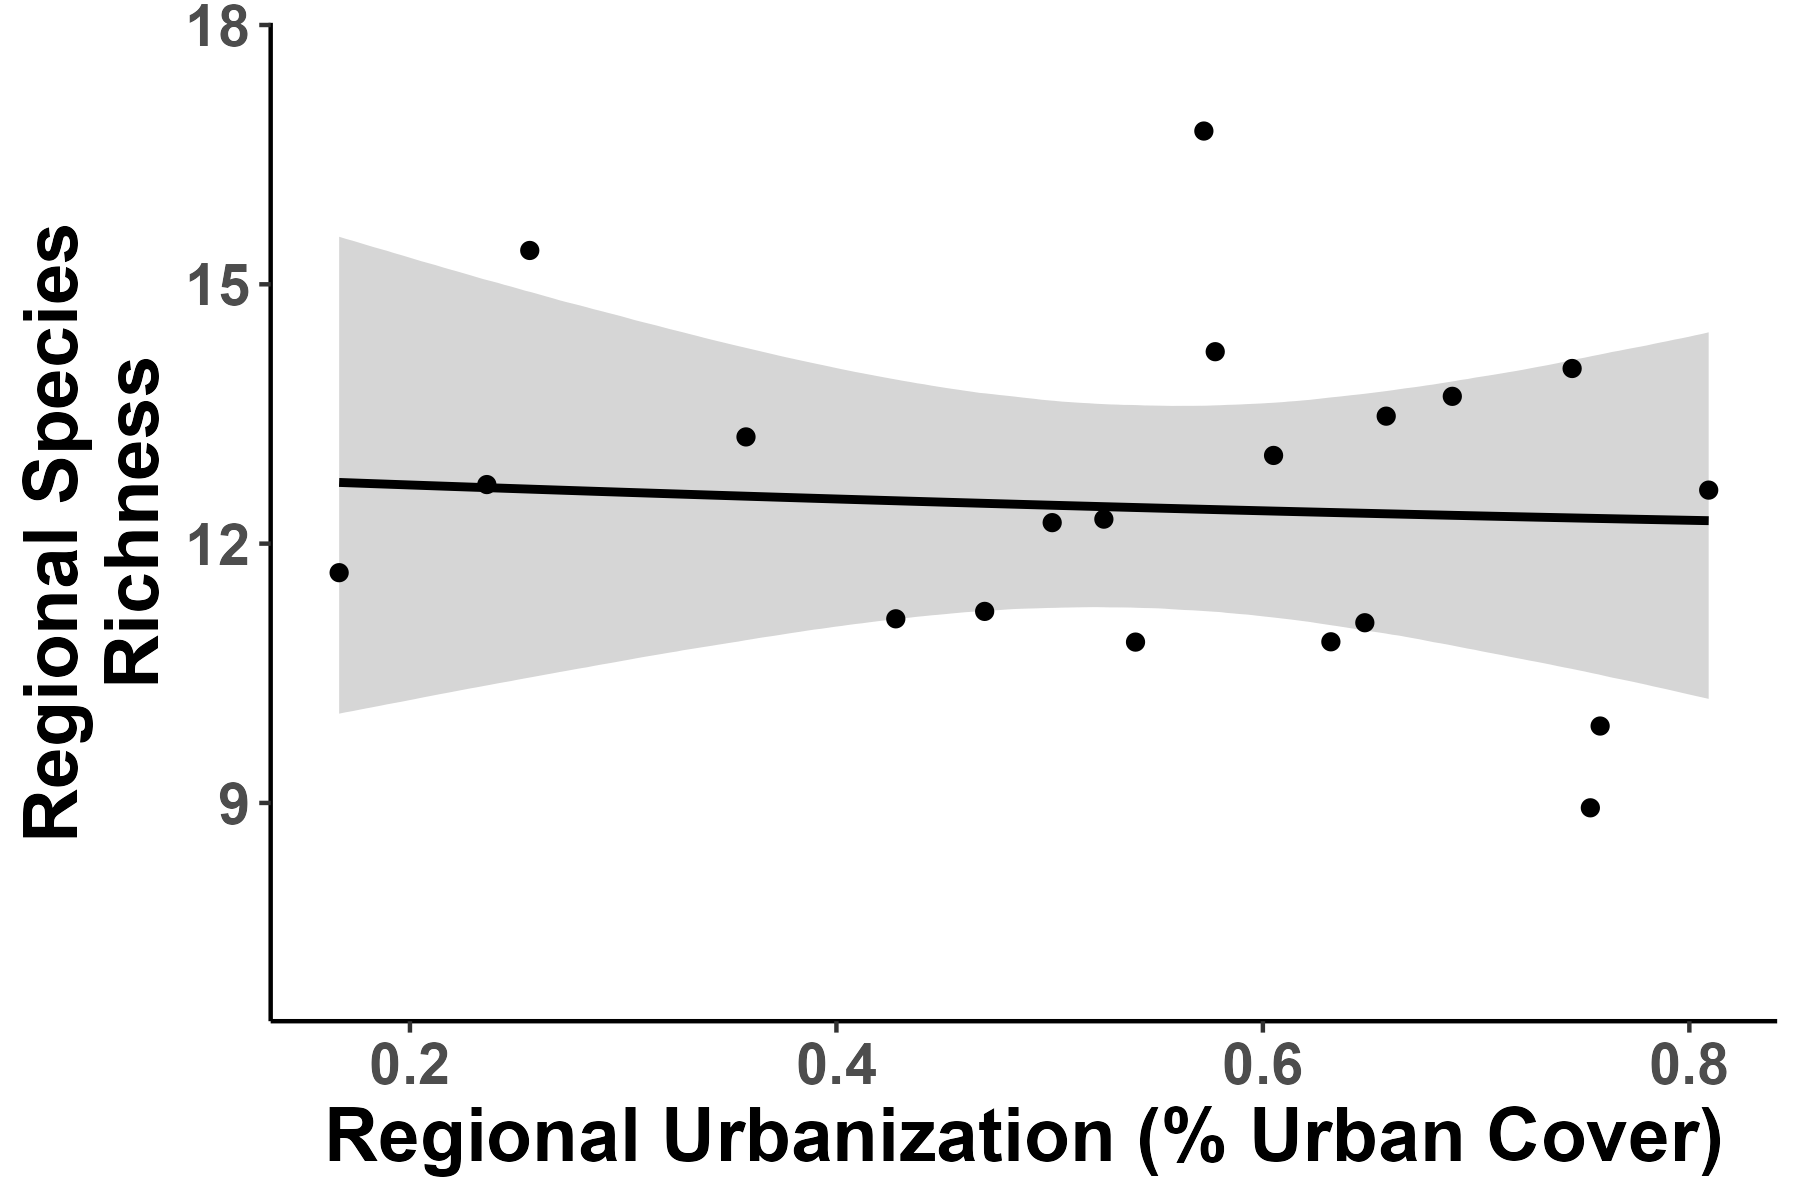 Regional Species
Richness
18
15
12
9
0.2 0.4 0.6 0.8
Regional Urbanization (% Urban Cover)